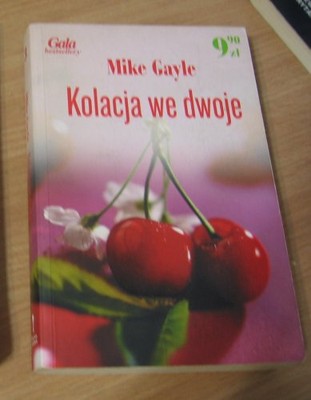 Gala
bestsellery
9,90
zł
Mike Gayle
Kolacja we dwoje